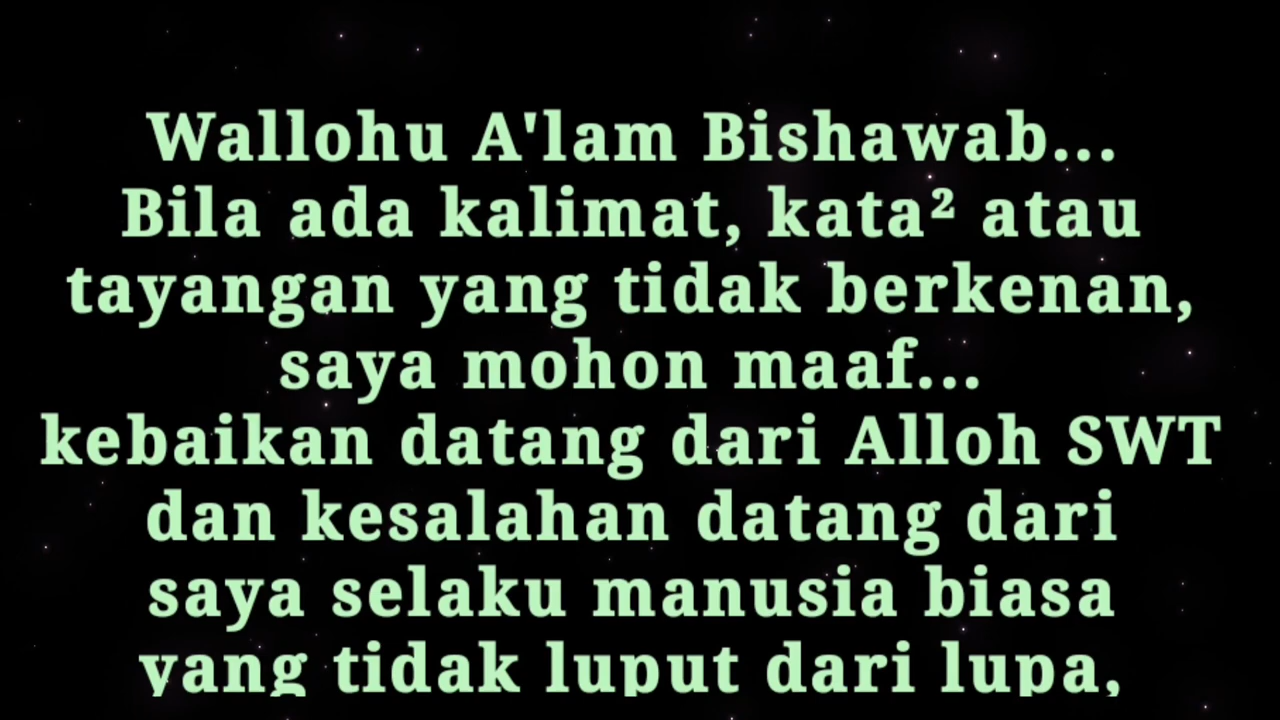 Wallohu A'lam Bishawab...
Bila ada kalimat, kata² atau
tayangan yang tidak berkenan,
saya mohon maaf...
kebaikan datang dari Alloh SWT
dan kesalahan datang dari
saya selaku manusia biasa
yang tidak luput dari lupa,